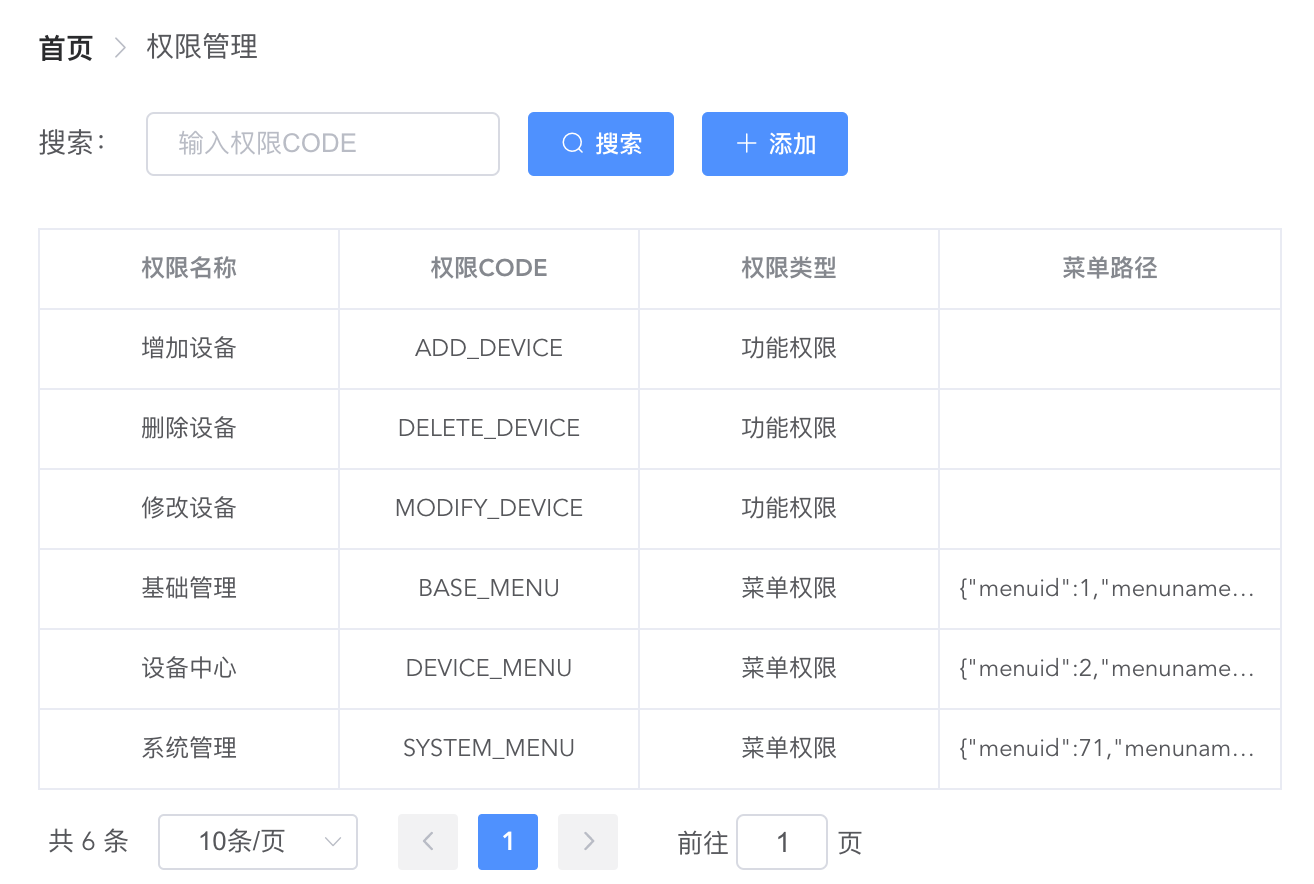 首页 > 权限管理
搜索： 输入权限CODE 搜索 + 添加
权限名称 权限CODE 权限类型 菜单路径
增加设备 ADD_DEVICE 功能权限
删除设备 DELETE_DEVICE 功能权限
修改设备 MODIFY_DEVICE 功能权限
基础管理 BASE_MENU 菜单权限 {"menuid":1,"menuname...
设备中心 DEVICE_MENU 菜单权限 {"menuid":2,"menuname...
系统管理 SYSTEM_MENU 菜单权限 {"menuid":71,"menunam...
共 6 条 10条/页 < 1 > 前往 1 页